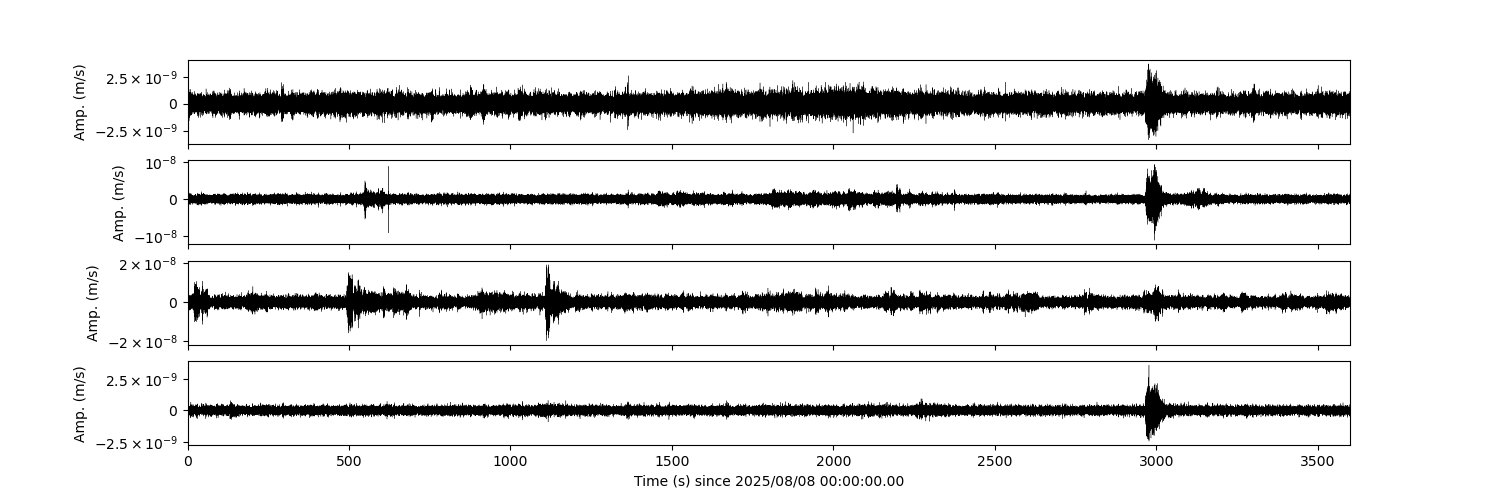 Amp. (m/s)
2.5 × 10⁻⁹
0
−2.5 × 10⁻⁹
Amp. (m/s)
10⁻⁸
0
−10⁻⁸
Amp. (m/s)
2 × 10⁻⁸
0
−2 × 10⁻⁸
Amp. (m/s)
2.5 × 10⁻⁹
0
−2.5 × 10⁻⁹
0 500 1000 1500 2000 2500 3000 3500
Time (s) since 2025/08/08 00:00:00.00